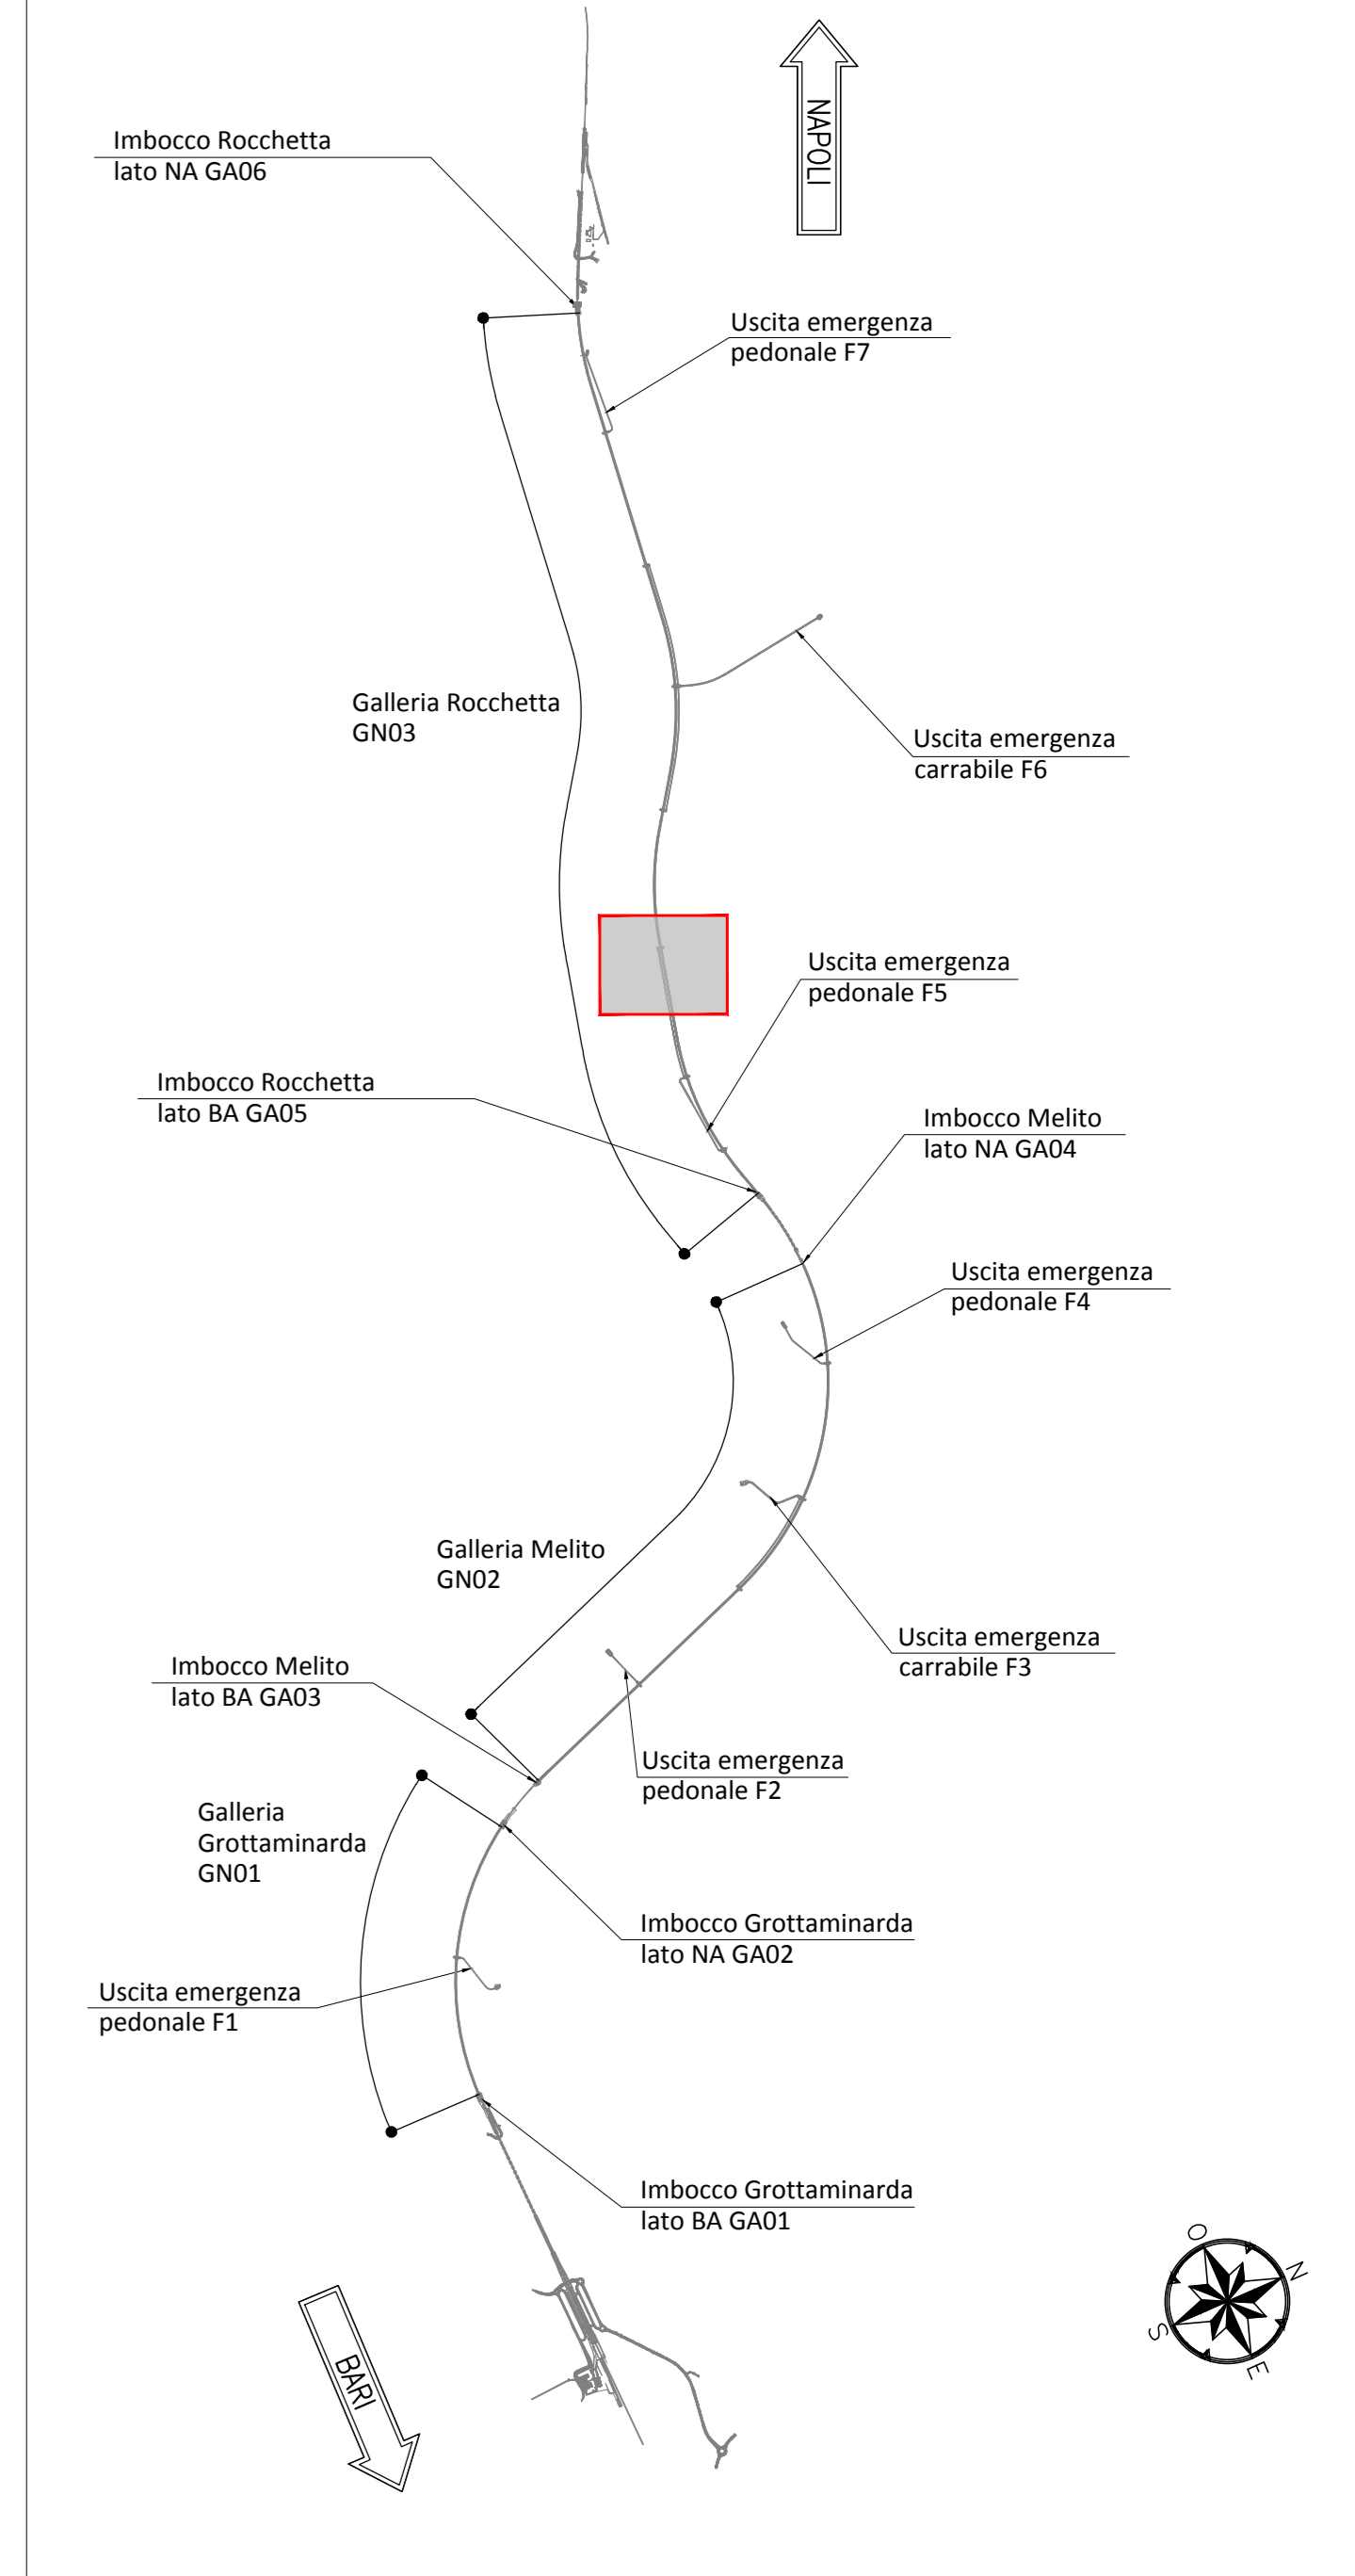 NAPOLI
Imbocco Rocchetta
lato NA GA06
Uscita emergenza
pedonale F7
Galleria Rocchetta
GN03
Uscita emergenza
carrabile F6
Uscita emergenza
pedonale F5
Imbocco Rocchetta
lato BA GA05
Imbocco Melito
lato NA GA04
Uscita emergenza
pedonale F4
Galleria Melito
GN02
Uscita emergenza
carrabile F3
Imbocco Melito
lato BA GA03
Uscita emergenza
pedonale F2
Galleria
Grottaminarda
GN01
Imbocco Grottaminarda
lato NA GA02
Uscita emergenza
pedonale F1
Imbocco Grottaminarda
lato BA GA01
O
N
S
E
BARI